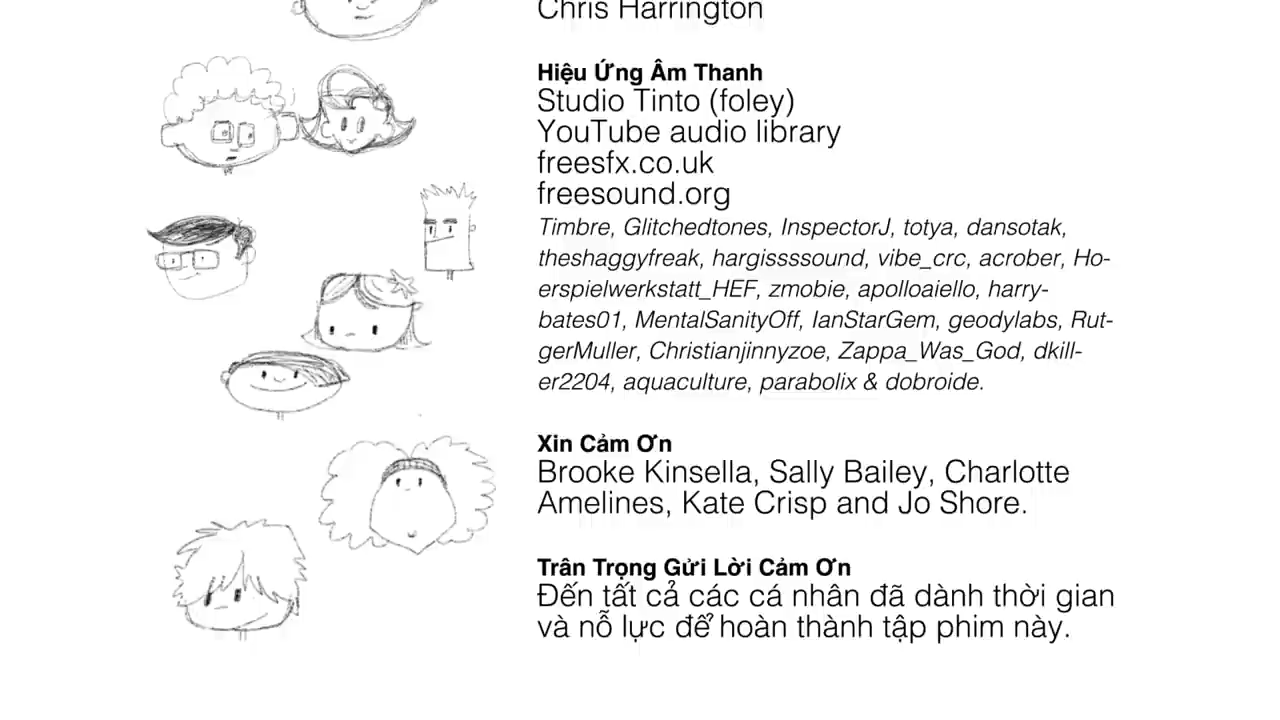 Chris Harrington
Hiệu Ứng Âm Thanh
Studio Tinto (foley)
YouTube audio library
freesfx.co.uk
freesound.org
Timbre, Glitchedtones, InspectorJ, totya, dansotak,
theshaggyfreak, hargissssound, vibe_crc, acrober, Ho-
erspielwerkstatt_HEF, zmobie, apolloaiello, harry-
bates01, MentalSanityOff, IanStarGem, geodylabs, Rut-
gerMuller, Christianjinnyzoe, Zappa_Was_God, dkill-
er2204, aquaculture, parabolix & dobroide.
Xin Cảm Ơn
Brooke Kinsella, Sally Bailey, Charlotte
Amelines, Kate Crisp and Jo Shore.
Trân Trọng Gửi Lời Cảm Ơn
Đến tất cả các cá nhân đã dành thời gian
và nỗ lực để hoàn thành tập phim này.